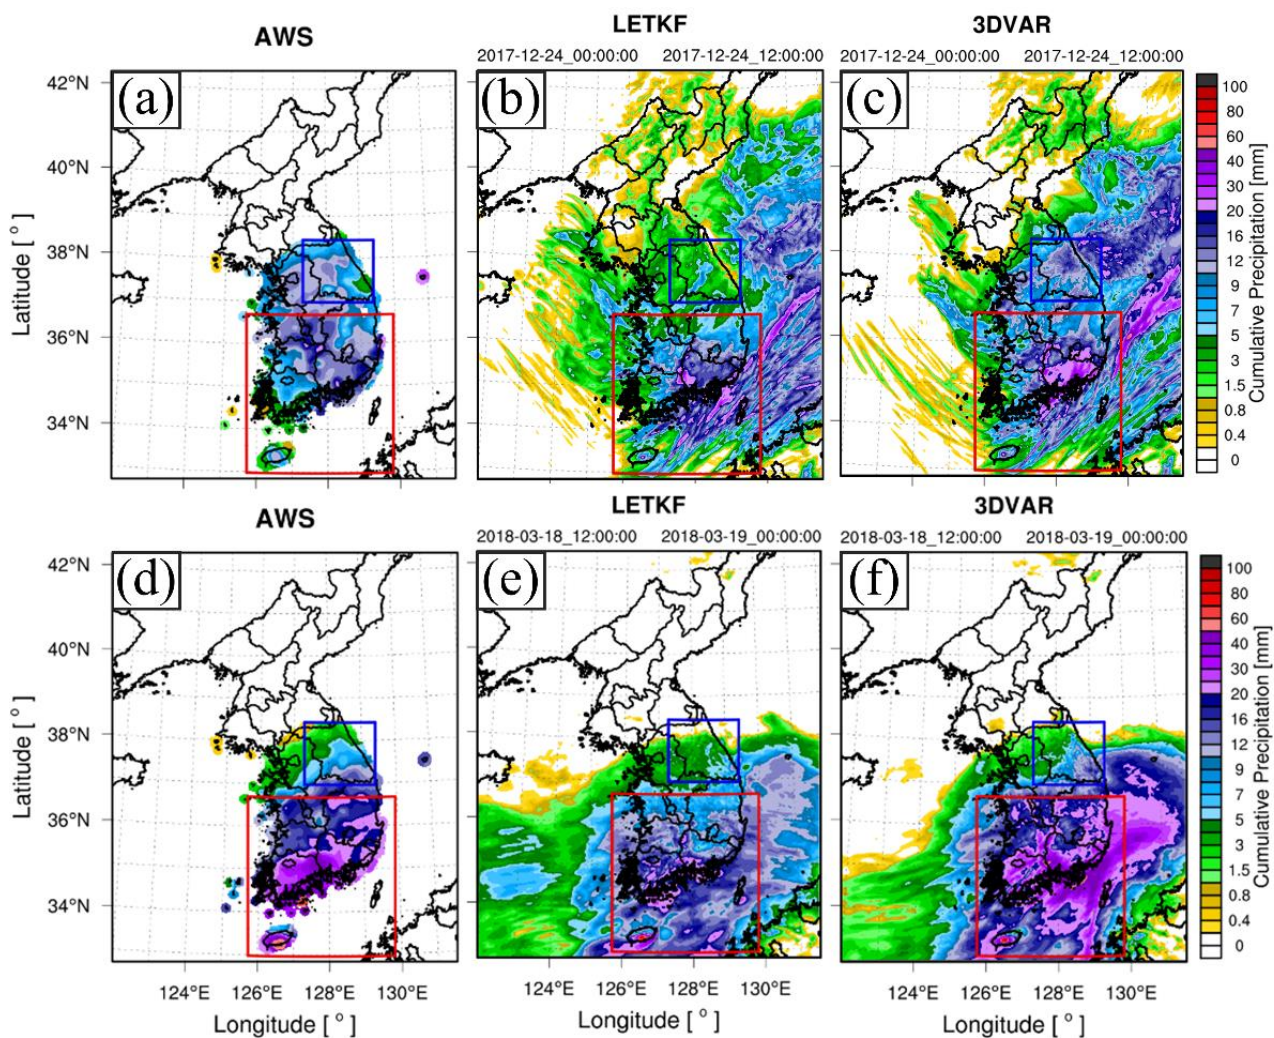 AWS
LETKF
3DVAR
2017-12-24_00:00:00 2017-12-24_12:00:00
2017-12-24_00:00:00 2017-12-24_12:00:00
(a)
(b)
(c)
42°N
40°N
38°N
36°N
34°N
Latitude [ ° ]
100
80
60
40
30
20
16
12
9
7
5
3
1.5
0.8
0.4
0
Cumulative Precipitation [mm]
AWS
LETKF
3DVAR
2018-03-18_12:00:00 2018-03-19_00:00:00
2018-03-18_12:00:00 2018-03-19_00:00:00
(d)
(e)
(f)
42°N
40°N
38°N
36°N
34°N
Latitude [ ° ]
100
80
60
40
30
20
16
12
9
7
5
3
1.5
0.8
0.4
0
Cumulative Precipitation [mm]
124°E 126°E 128°E 130°E
124°E 126°E 128°E 130°E
124°E 126°E 128°E 130°E
Longitude [ ° ]
Longitude [ ° ]
Longitude [ ° ]